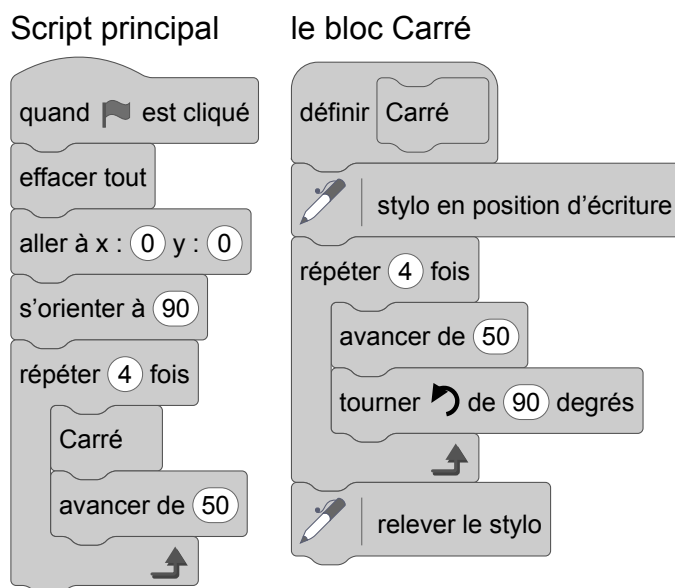 Script principal
quand est cliqué
effacer tout
aller à x : 0 y : 0
s'orienter à 90
répéter 4 fois
Carré
avancer de 50
le bloc Carré
définir Carré
stylo en position d'écriture
répéter 4 fois
avancer de 50
tourner de 90 degrés
relever le stylo